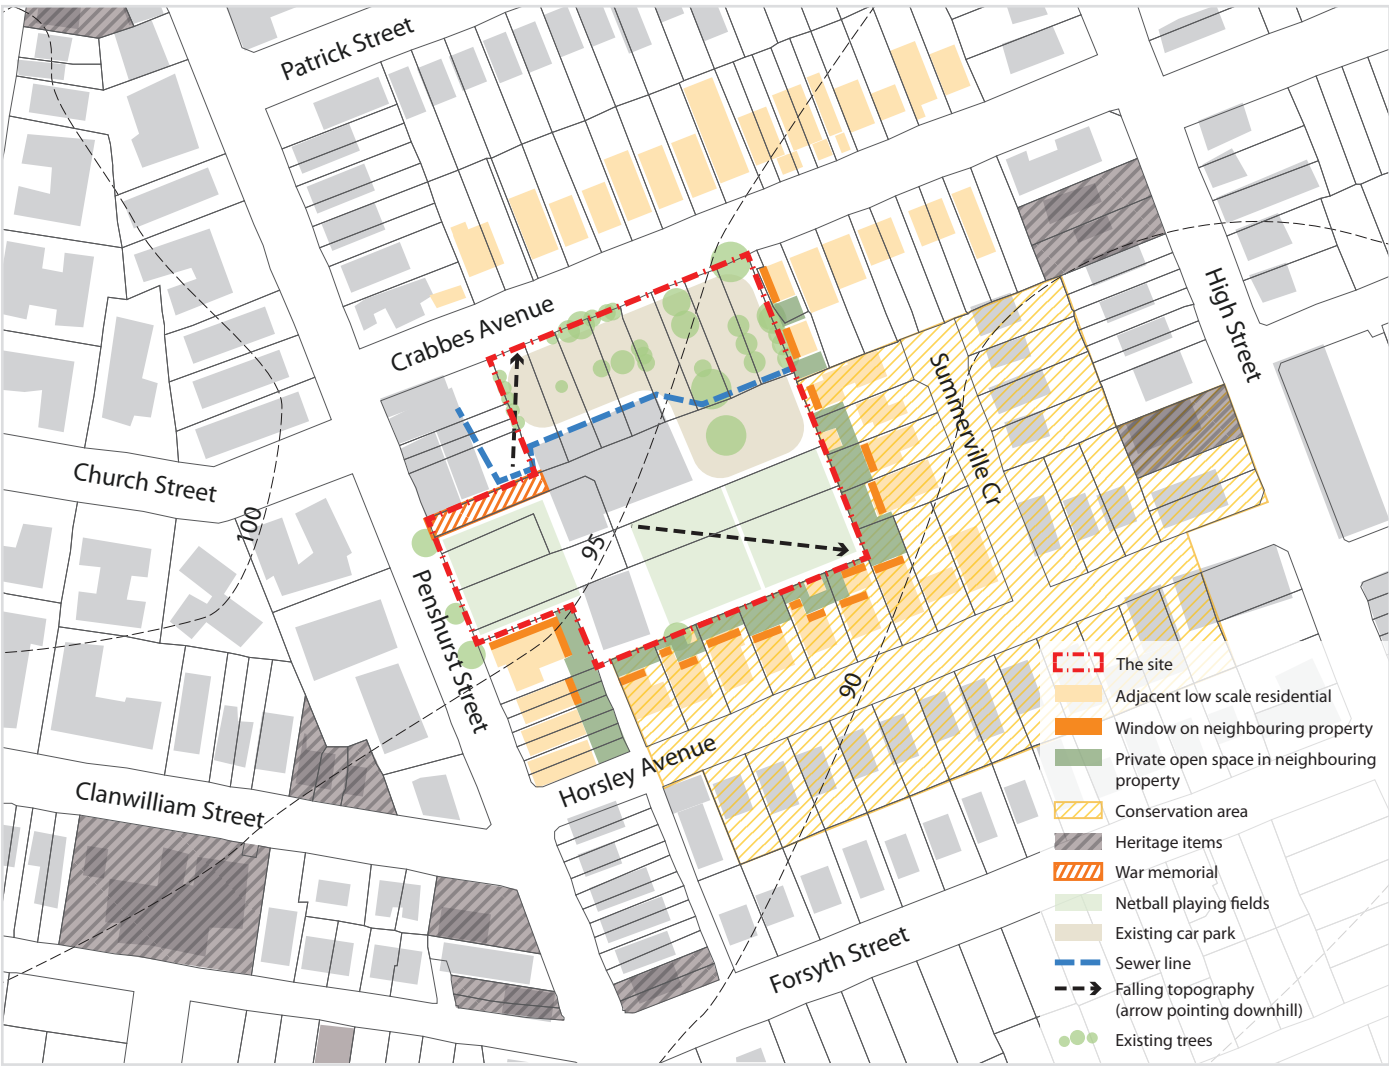 Patrick Street
Crabbes Avenue
High Street
Summerville Cr
Church Street
100
95
Penshurst Street
90
Horsley Avenue
Clanwilliam Street
Forsyth Street
The site
Adjacent low scale residential
Window on neighbouring property
Private open space in neighbouring
property
Conservation area
Heritage items
War memorial
Netball playing fields
Existing car park
Sewer line
Falling topography
(arrow pointing downhill)
Existing trees